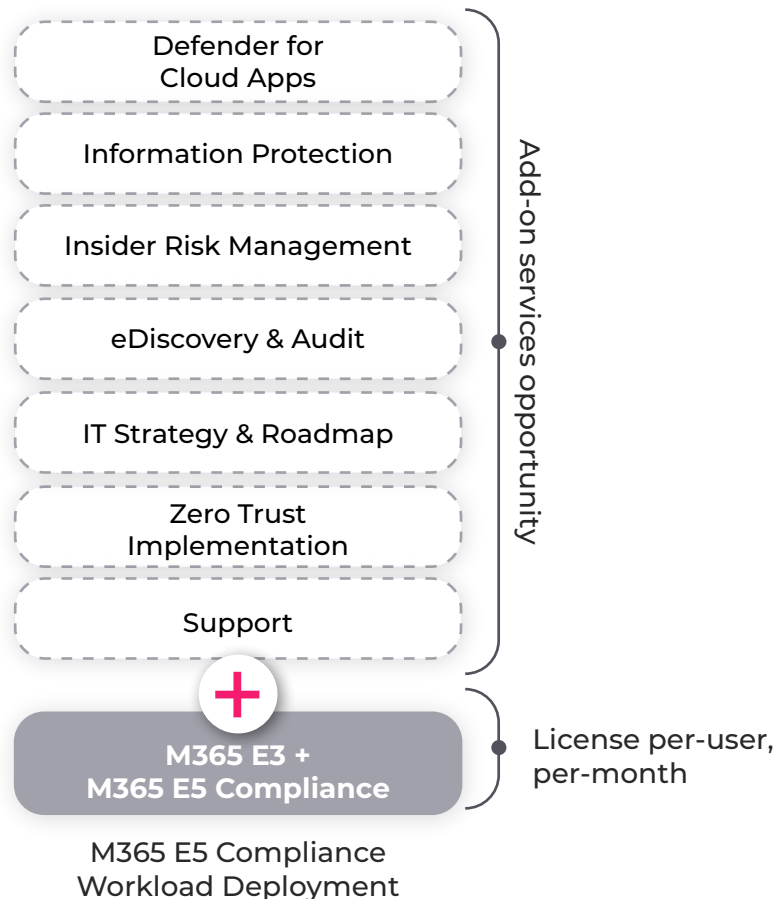 Defender for
Cloud Apps
Information Protection
Insider Risk Management
eDiscovery & Audit
IT Strategy & Roadmap
Zero Trust
Implementation
Support
Add-on services opportunity
+
M365 E3 +
M365 E5 Compliance
License per-user,
per-month
M365 E5 Compliance
Workload Deployment